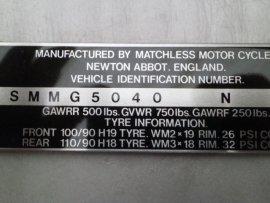 MANUFACTURED BY MATCHLESS MOTOR CYCLE
NEWTON ABBOT. ENGLAND.
VEHICLE IDENTIFICATION NUMBER.
SMMG5040 N
GAWRR 500 lbs. GVWR 750 lbs. GAWRF 250 lbs.
TYRE INFORMATION.
FRONT 100/90 H19 TYRE, WM2×19 RIM. 26 PSI CO
REAR 110/90 H18 TYRE, WM3×18 RIM. 32 PSI CO